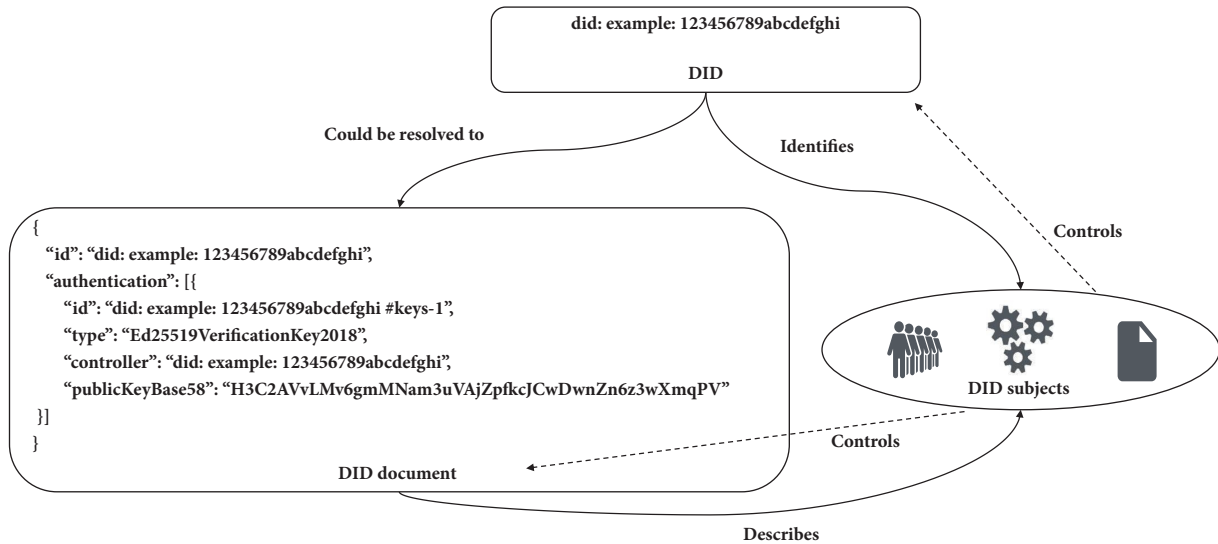 did: example: 123456789abcdefghi
DID
Could be resolved to
Identifies
Controls
{
“id”: “did: example: 123456789abcdefghi”,
“authentication”: [{
“id”: “did: example: 123456789abcdefghi #keys-1”,
“type”: “Ed25519VerificationKey2018”,
“controller”: “did: example: 123456789abcdefghi”,
“publicKeyBase58”: “H3C2AVvLMv6gmMNam3uVAjZpfkcJCwDwnZn6z3wXmqPV”
}]
}
DID document
DID subjects
Controls
Describes